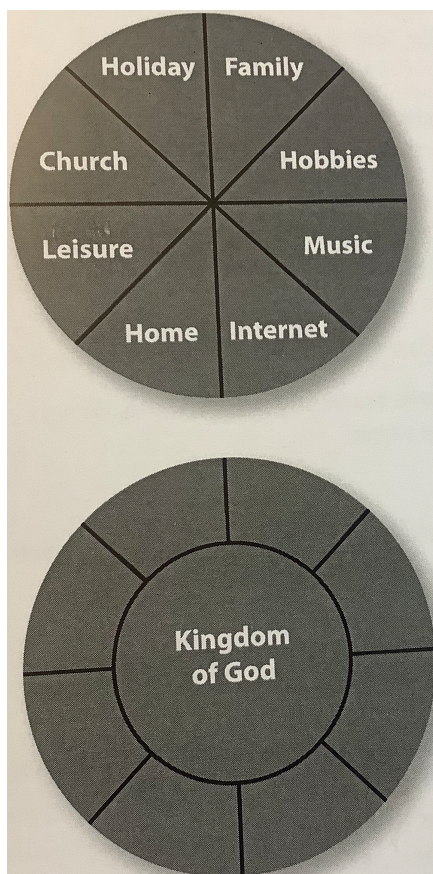 Holiday Family
Church Hobbies
Leisure Music
Home Internet
Kingdom
of God